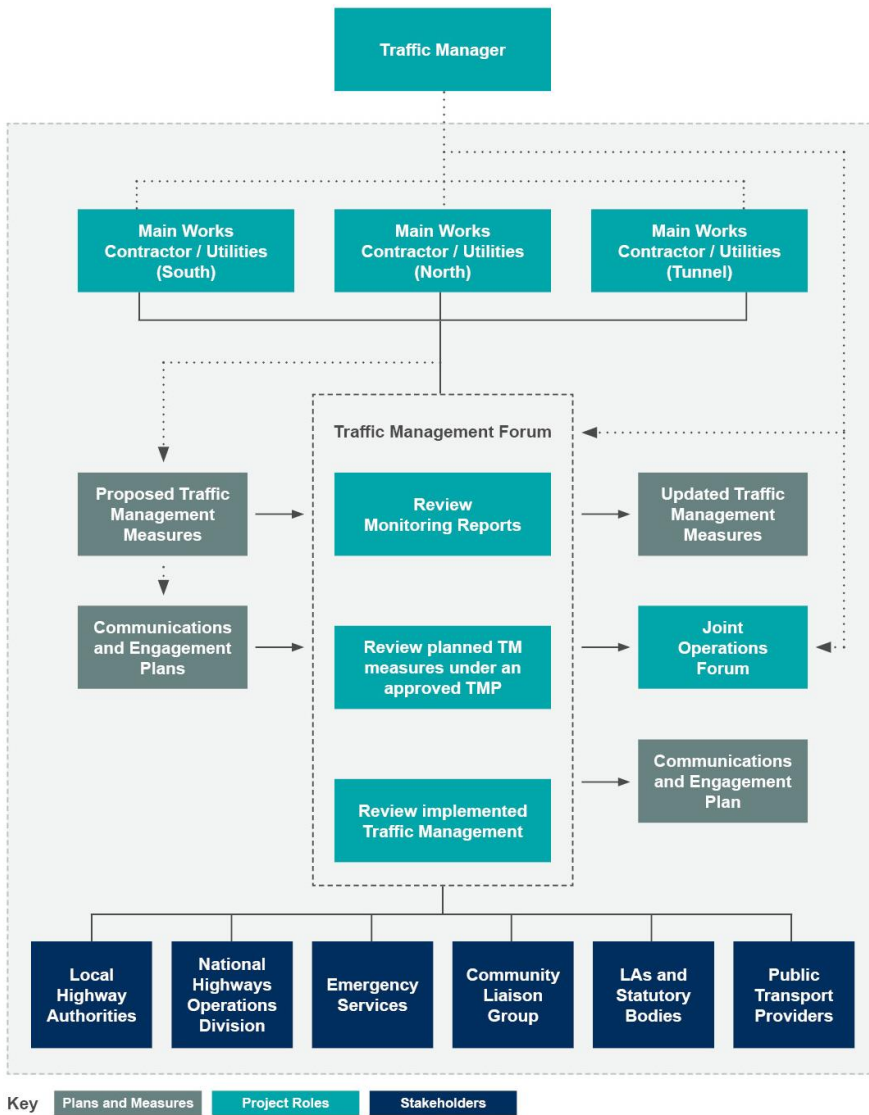 Traffic Manager
Main Works
Contractor / Utilities
(South)
Main Works
Contractor / Utilities
(North)
Main Works
Contractor / Utilities
(Tunnel)
Traffic Management Forum
Proposed Traffic
Management
Measures
Review
Monitoring Reports
Updated Traffic
Management
Measures
Communications
and Engagement
Plans
Review planned TM
measures under an
approved TMP
Joint
Operations
Forum
Communications
and Engagement
Plan
Review implemented
Traffic Management
Local
Highway
Authorities
National
Highways
Operations
Division
Emergency
Services
Community
Liaison
Group
LAs and
Statutory
Bodies
Public
Transport
Providers
Key
Plans and Measures
Project Roles
Stakeholders